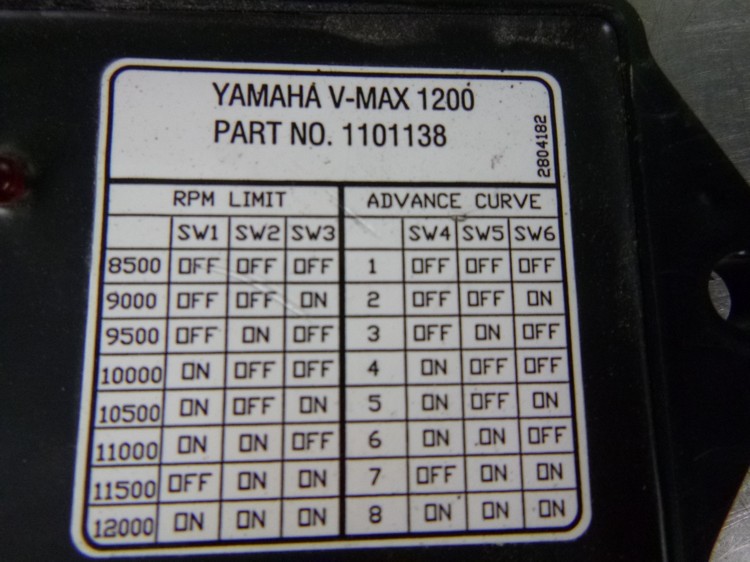 YAMAHA V-MAX 1200
PART NO. 1101138
2804182
RPM LIMIT ADVANCE CURVE
SW1 SW2 SW3 SW4 SW5 SW6
8500 OFF OFF OFF 1 OFF OFF OFF
9000 OFF OFF ON 2 OFF OFF ON
9500 OFF ON OFF 3 OFF ON OFF
10000 ON OFF OFF 4 ON OFF OFF
10500 ON OFF ON 5 ON OFF ON
11000 ON ON OFF 6 ON ON OFF
11500 OFF ON ON 7 OFF ON ON
12000 ON ON ON 8 ON ON ON